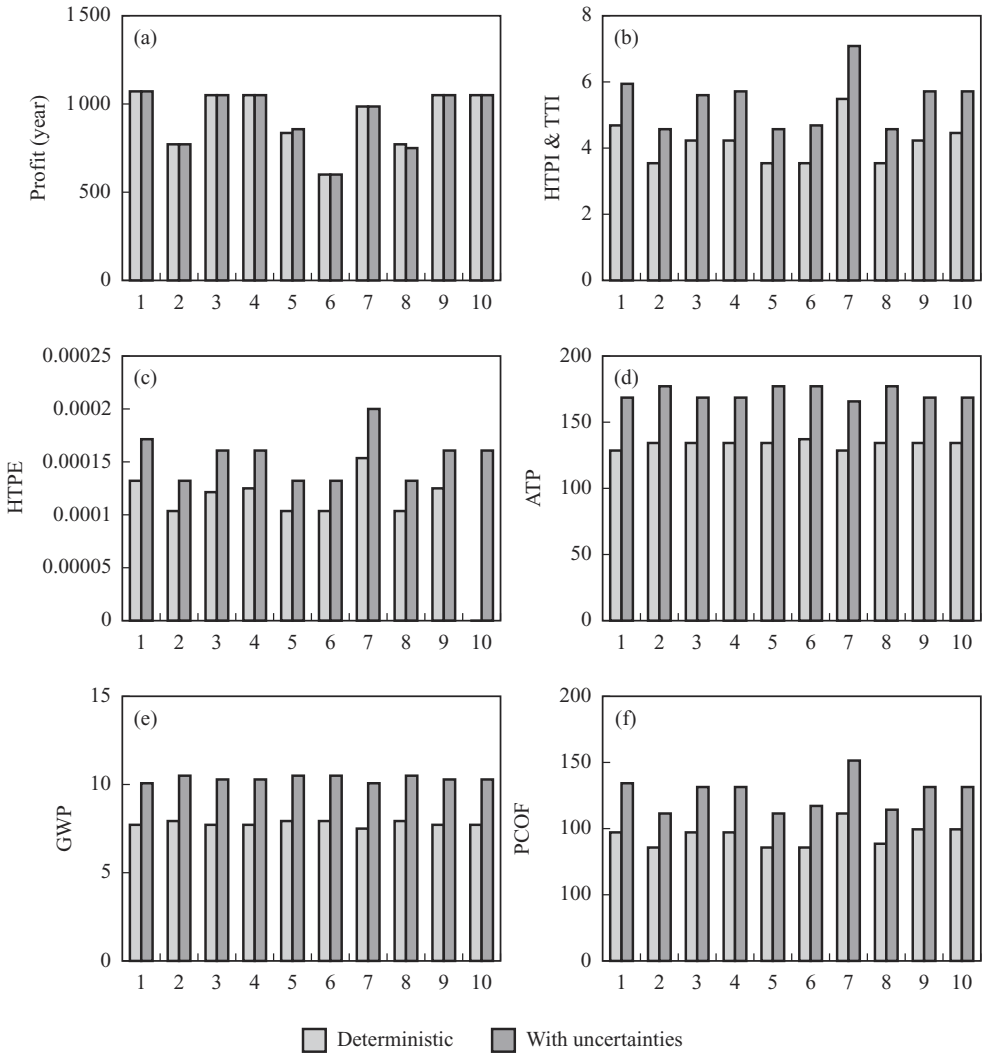 1 500
(a)
1 000
500
0
Profit (year)
1 2 3 4 5 6 7 8 9 10
8
(b)
6
4
2
0
HTPI & TTI
1 2 3 4 5 6 7 8 9 10
0.00025
(c)
0.0002
0.00015
0.0001
0.00005
0
HTPE
1 2 3 4 5 6 7 8 9 10
200
(d)
150
100
50
0
ATP
1 2 3 4 5 6 7 8 9 10
15
(e)
10
5
0
GWP
1 2 3 4 5 6 7 8 9 10
200
(f)
150
100
100
0
PCOF
1 2 3 4 5 6 7 8 9 10
Deterministic
With uncertainties